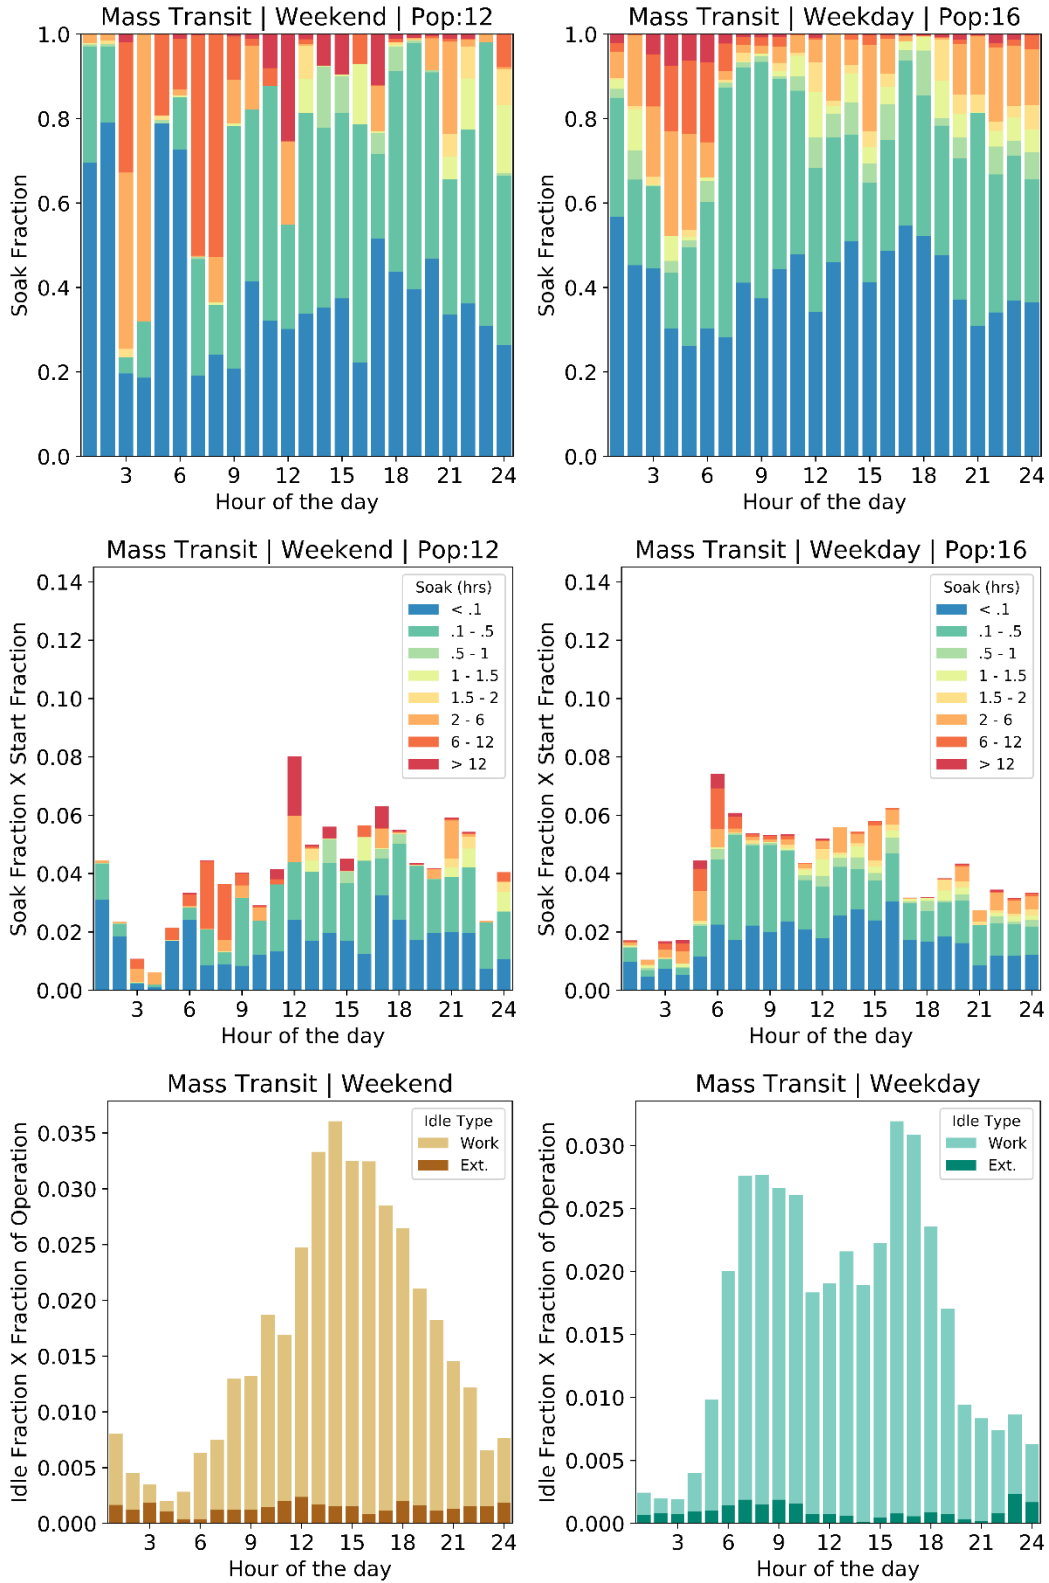 Mass Transit | Weekend | Pop:12
Soak Fraction
1.0
0.8
0.6
0.4
0.2
0.0
3 6 9 12 15 18 21 24
Hour of the day
Mass Transit | Weekday | Pop:16
Soak Fraction
1.0
0.8
0.6
0.4
0.2
0.0
3 6 9 12 15 18 21 24
Hour of the day
Mass Transit | Weekend | Pop:12
Soak Fraction X Start Fraction
0.14
0.12
0.10
0.08
0.06
0.04
0.02
0.00
Soak (hrs)
< .1
.1 - .5
.5 - 1
1 - 1.5
1.5 - 2
2 - 6
6 - 12
> 12
3 6 9 12 15 18 21 24
Hour of the day
Mass Transit | Weekday | Pop:16
Soak Fraction X Start Fraction
0.14
0.12
0.10
0.08
0.06
0.04
0.02
0.00
Soak (hrs)
< .1
.1 - .5
.5 - 1
1 - 1.5
1.5 - 2
2 - 6
6 - 12
> 12
3 6 9 12 15 18 21 24
Hour of the day
Mass Transit | Weekend
Idle Fraction X Fraction of Operation
0.035
0.030
0.025
0.020
0.015
0.010
0.005
0.000
Idle Type
Work
Ext.
3 6 9 12 15 18 21 24
Hour of the day
Mass Transit | Weekday
Idle Fraction X Fraction of Operation
0.030
0.025
0.020
0.015
0.010
0.005
0.000
Idle Type
Work
Ext.
3 6 9 12 15 18 21 24
Hour of the day